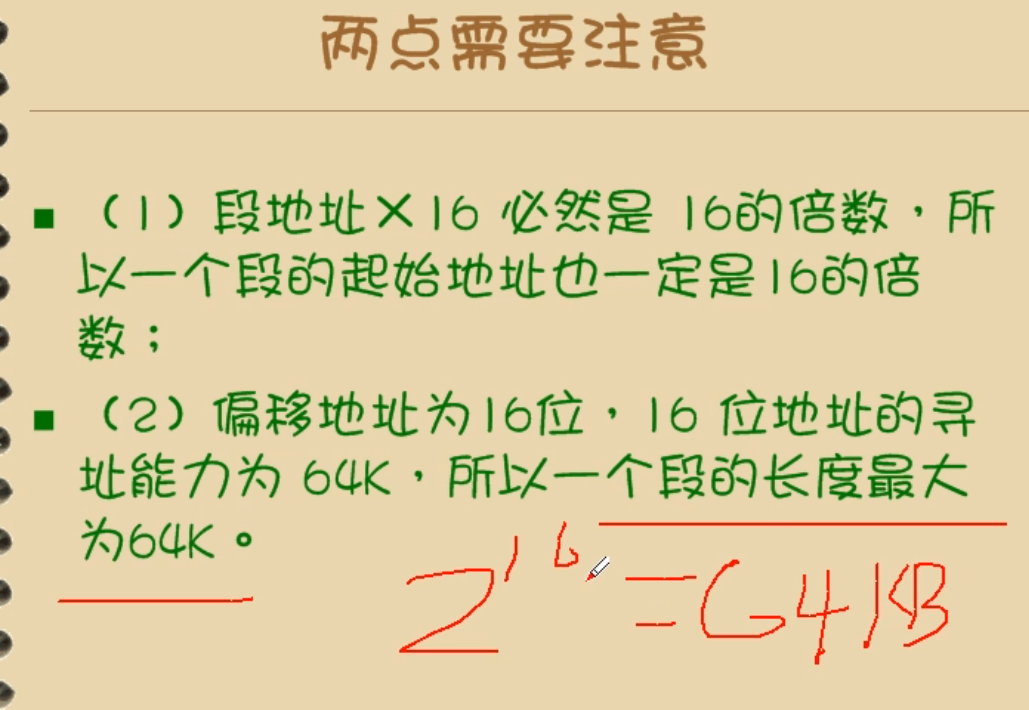 两点需要注意
■ （1）段地址×16 必然是 16的倍数，所
以一个段的起始地址也一定是16的倍
数；
■ （2）偏移地址为16位，16 位地址的寻
址能力为 64K，所以一个段的长度最大
为64K。
2^16 = 64KB